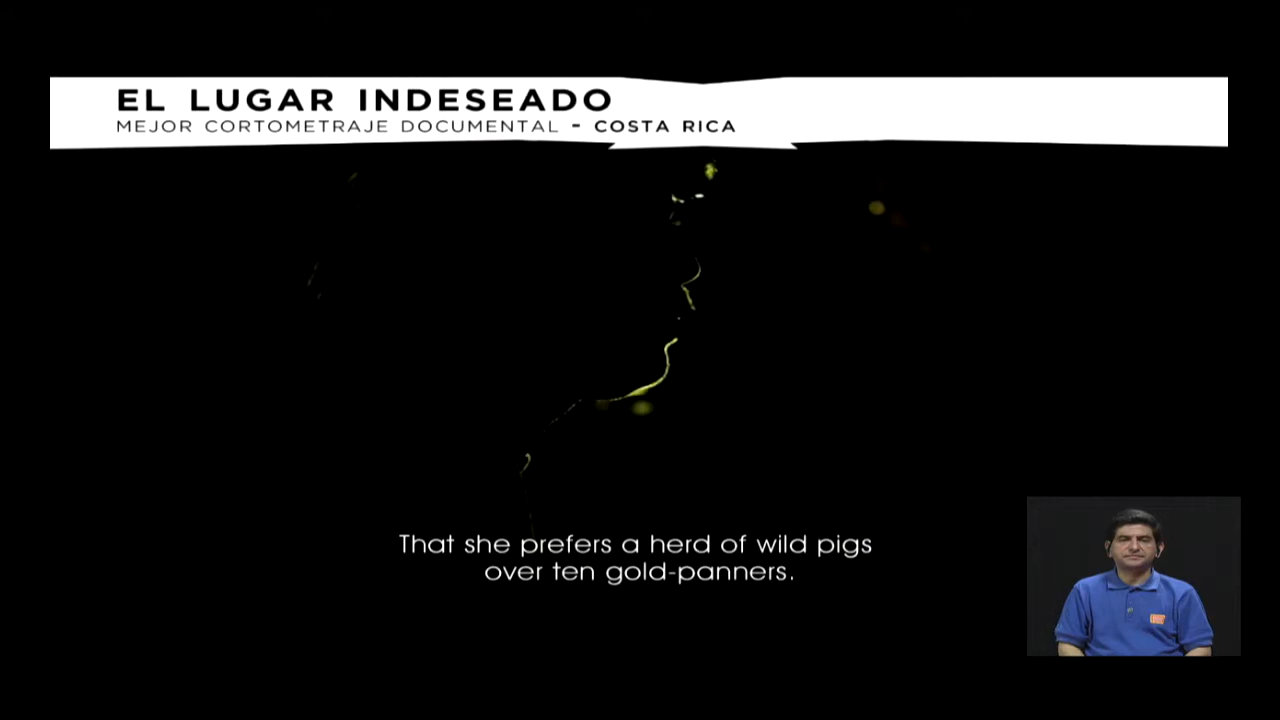 EL LUGAR INDESEADO
MEJOR CORTOMETRAJE DOCUMENTAL - COSTA RICA
That she prefers a herd of wild pigs
over ten gold-panners.